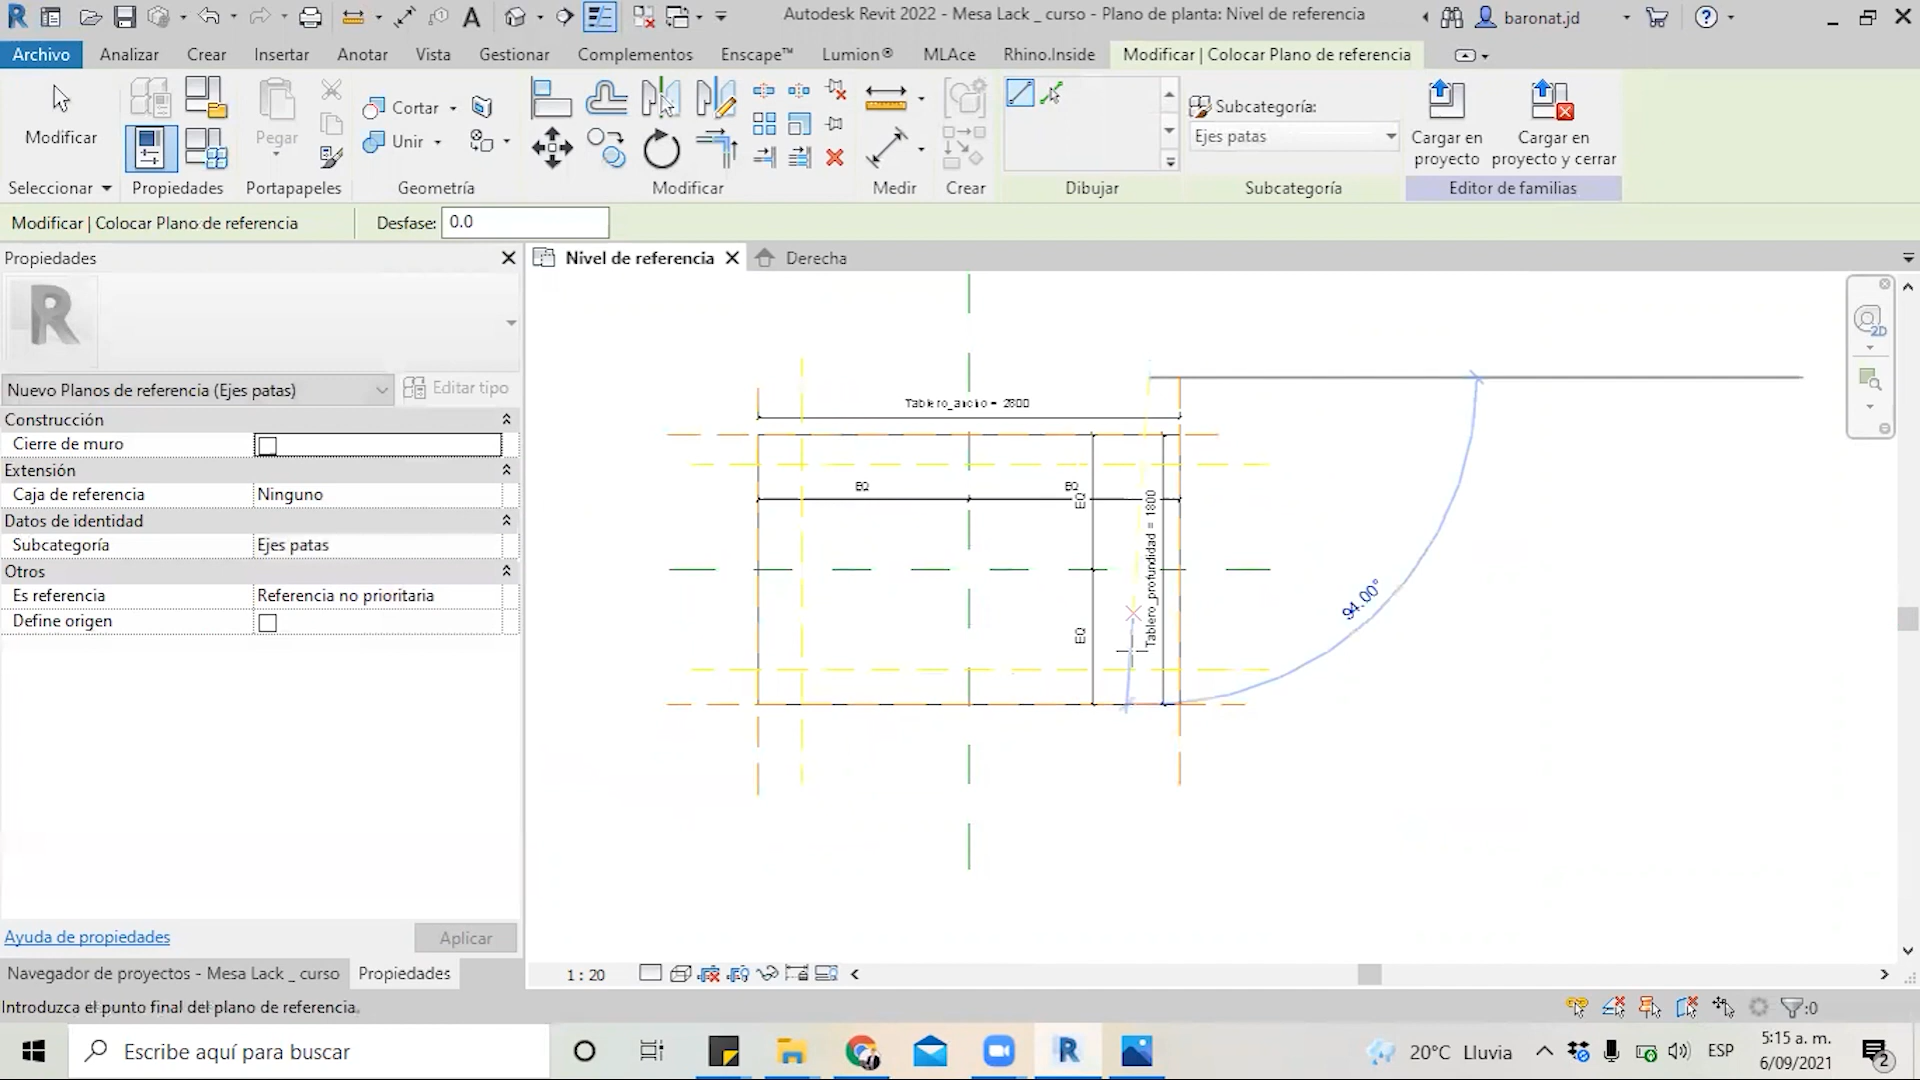 Autodesk Revit 2022 - Mesa Lack _ curso - Plano de planta: Nivel de referencia
baronat.jd
Archivo Analizar Crear Insertar Anotar Vista Gestionar Complementos Enscape™ Lumion® MLAce Rhino.Inside Modificar | Colocar Plano de referencia
Modificar
Pegar
Cortar
Unir
Subcategoría:
Ejes patas
Cargar en
proyecto
Cargar en
proyecto y cerrar
Seleccionar Propiedades Portapapeles Geometría Modificar Medir Crear Dibujar Subcategoría Editor de familias
Modificar | Colocar Plano de referencia Desfase: 0.0
Propiedades
Nivel de referencia Derecha
Nuevo Planos de referencia (Ejes patas) Editar tipo
Construcción
Cierre de muro
Extensión
Caja de referencia Ninguno
Datos de identidad
Subcategoría Ejes patas
Otros
Es referencia Referencia no prioritaria
Define origen
2D
Tablero_ancho = 2800
EQ EQ
EQ
EQ
Tablero_profundidad = 1800
94.00°
Ayuda de propiedades Aplicar
Navegador de proyectos - Mesa Lack _ curso Propiedades
1 : 20
Introduzca el punto final del plano de referencia.
:0
Escribe aquí para buscar
20°C Lluvia
ESP
5:15 a. m.
6/09/2021
2